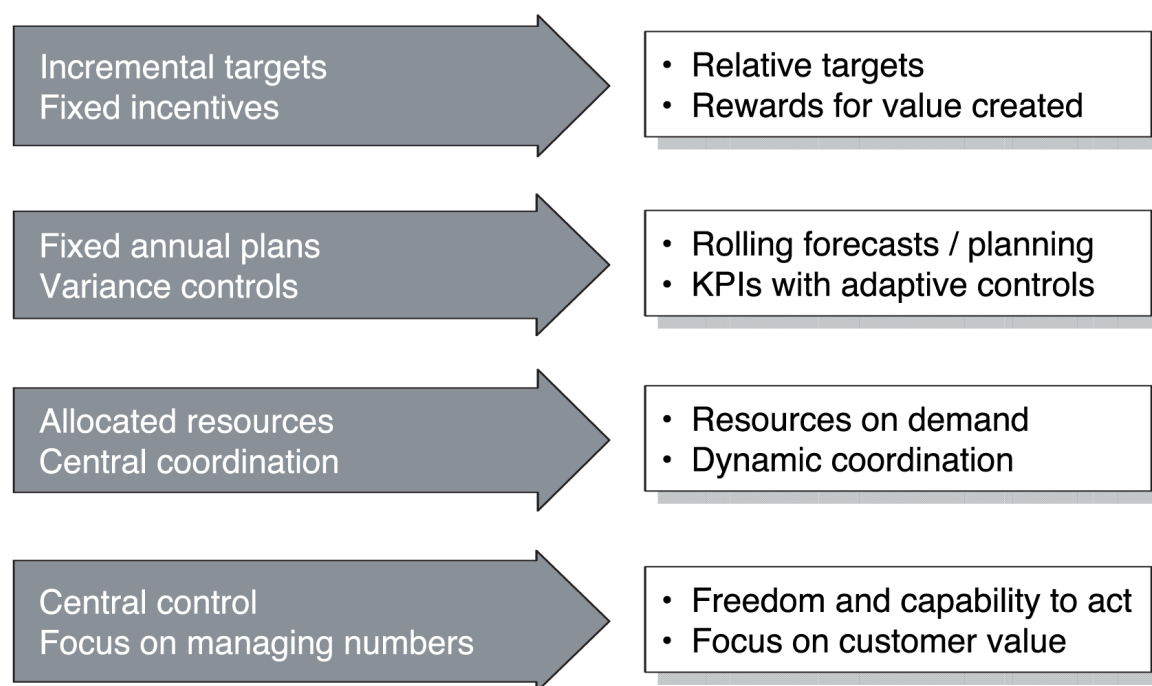 Incremental targets
Fixed incentives
• Relative targets
• Rewards for value created
Fixed annual plans
Variance controls
• Rolling forecasts / planning
• KPIs with adaptive controls
Allocated resources
Central coordination
• Resources on demand
• Dynamic coordination
Central control
Focus on managing numbers
• Freedom and capability to act
• Focus on customer value